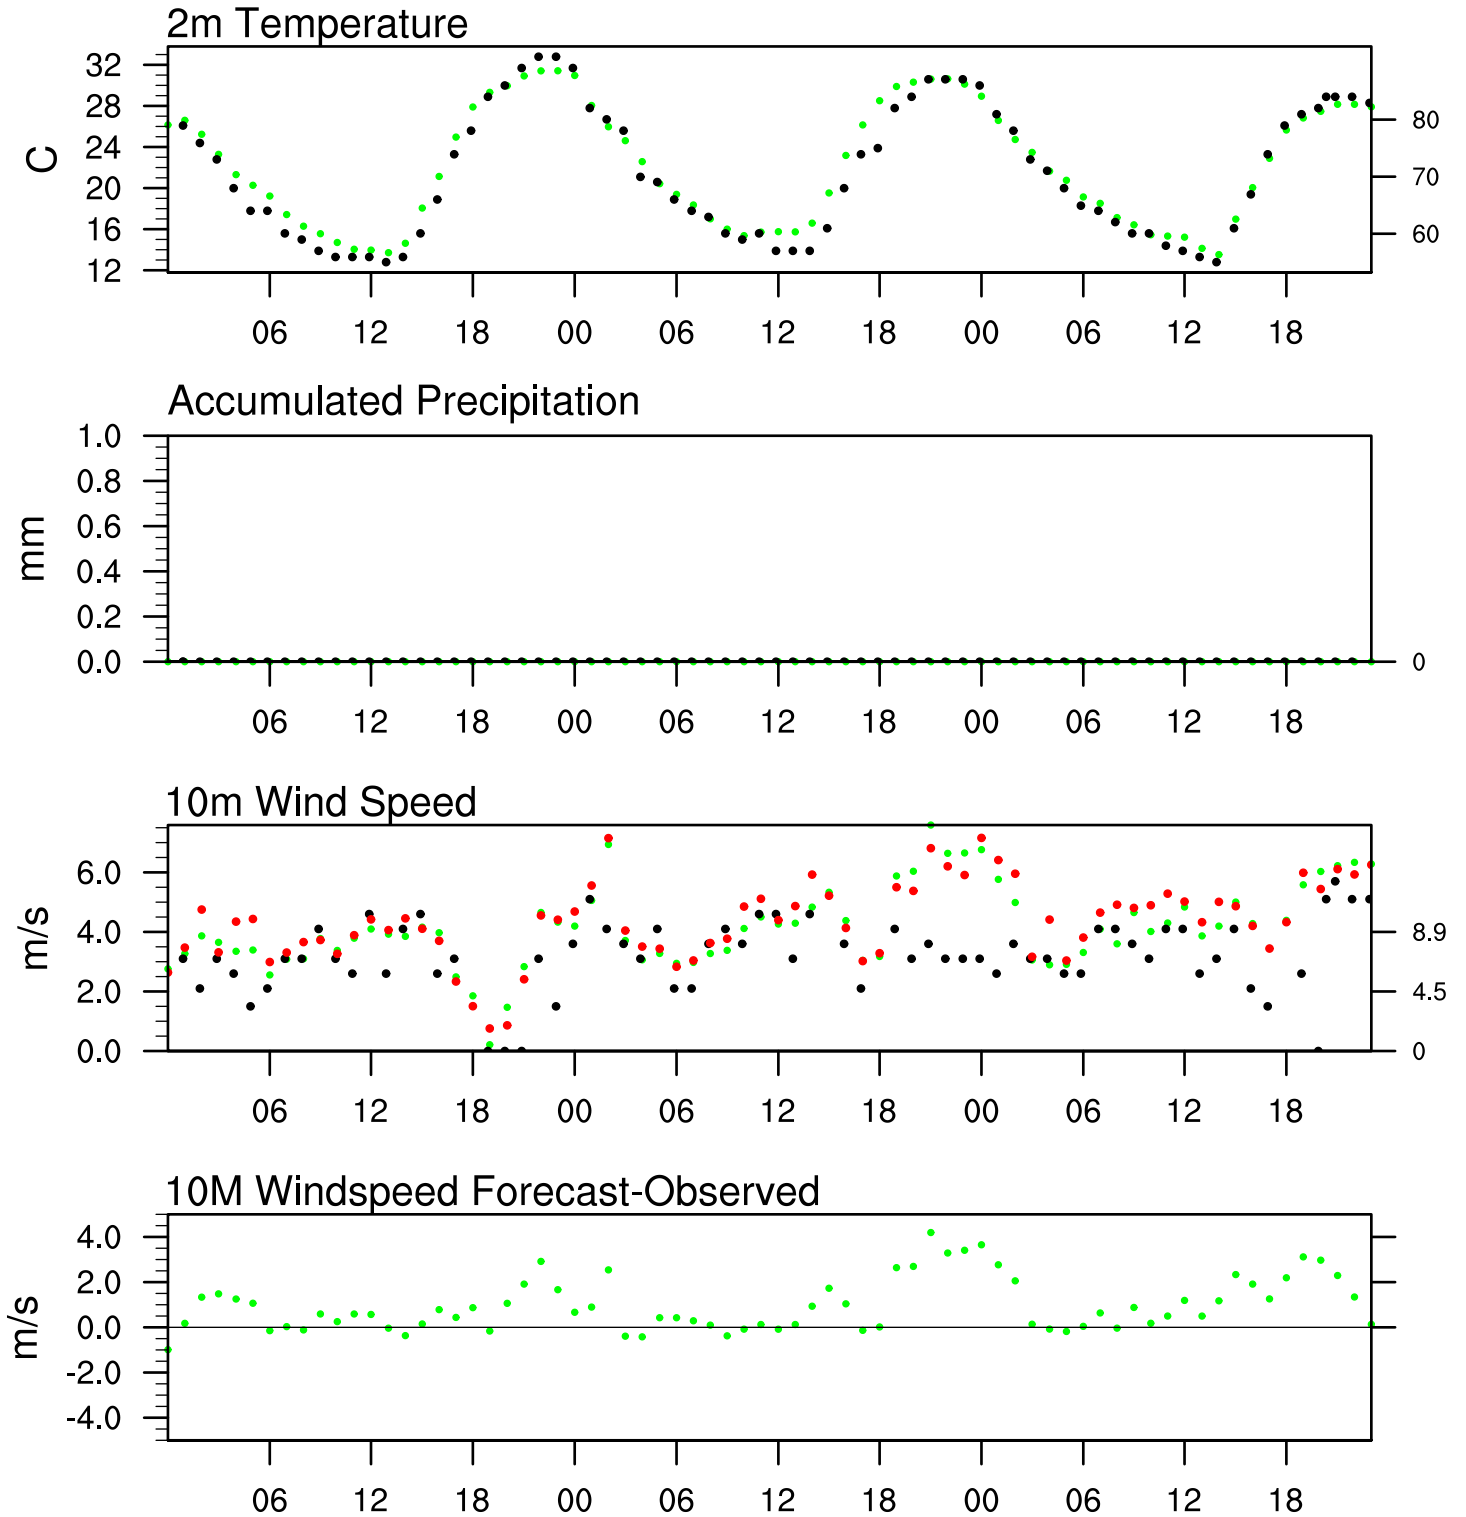 2m Temperature
32
28
24
20
16
12
C
80
70
60
06 12 18 00 06 12 18 00 06 12 18
Accumulated Precipitation
1.0
0.8
0.6
0.4
0.2
0.0
mm
0
06 12 18 00 06 12 18 00 06 12 18
10m Wind Speed
6.0
4.0
2.0
0.0
m/s
8.9
4.5
0
06 12 18 00 06 12 18 00 06 12 18
10M Windspeed Forecast-Observed
4.0
2.0
0.0
-2.0
-4.0
m/s
06 12 18 00 06 12 18 00 06 12 18